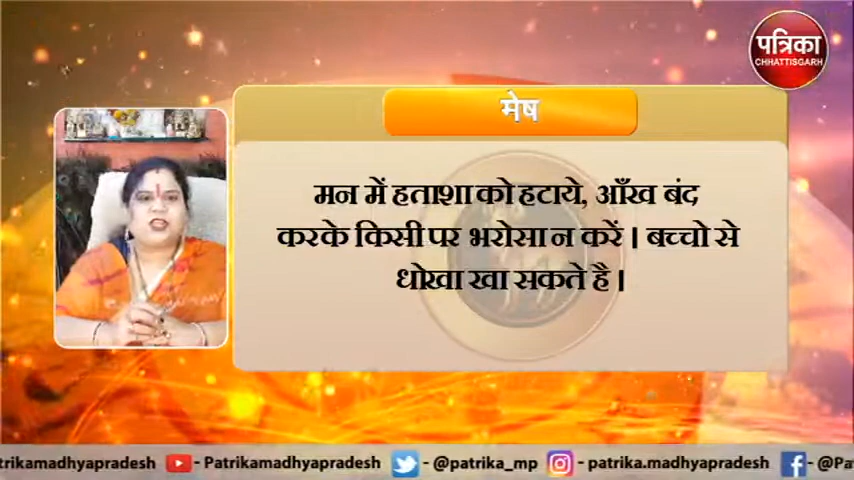 पत्रिका
CHHATTISGARH
मेष
मन में हताशा को हटाये, आँख बंद
करके किसी पर भरोसा न करें । बच्चो से
धोखा खा सकते है ।
trikamadhyapradesh - Patrikamadhyapradesh - @patrika_mp - patrika.madhyapradesh - @Pa